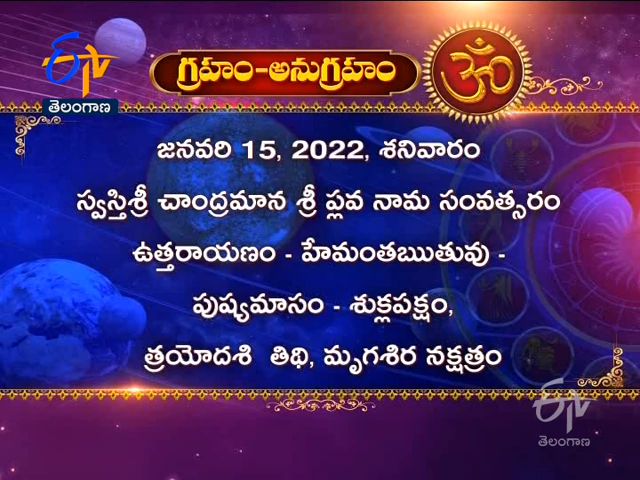 ETV
తెలంగాణ
గ్రహం-అనుగ్రహం
ॐ
జనవరి 15, 2022, శనివారం
స్వస్తిశ్రీ చాంద్రమాన శ్రీ ప్లవ నామ సంవత్సరం
ఉత్తరాయణం - హేమంతఋతువు -
పుష్యమాసం - శుక్లపక్షం,
త్రయోదశి తిథి, మృగశిర నక్షత్రం
ETV
తెలంగాణ